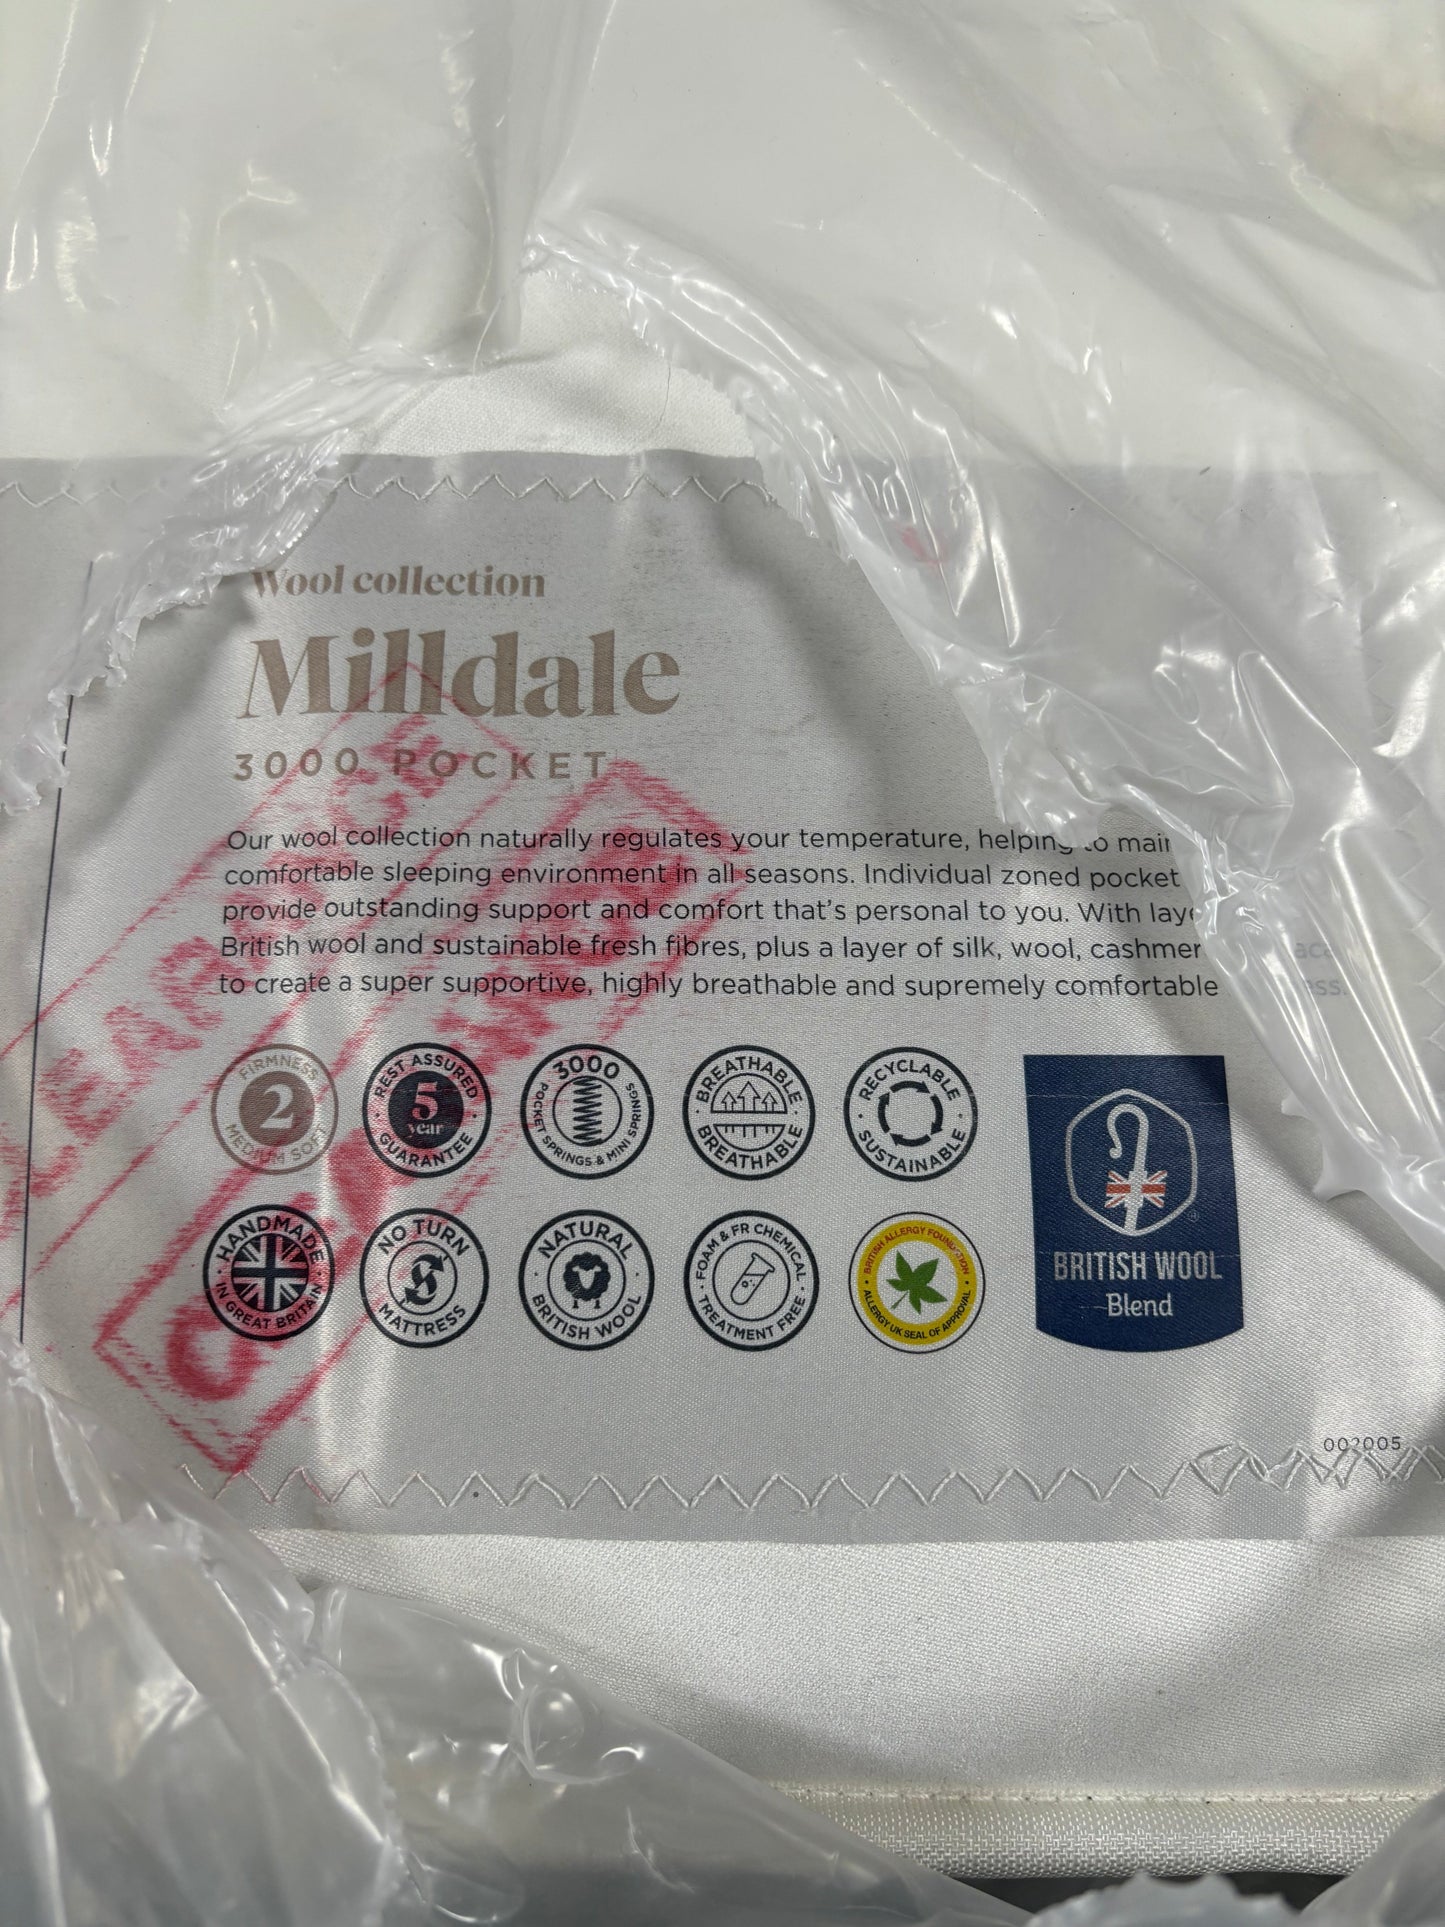 Wool collection
Milldale
3000 POCKET
Our wool collection naturally regulates your temperature, helping to
comfortable sleeping environment in all seasons. Individual zoned pocket
provide outstanding support and comfort that's personal to you. With
British wool and sustainable fresh fibres, plus a layer of silk, wool,
to create a super supportive, highly breathable and supremely comfortable
CLEARANCE
CLEARANCE
FIRMNESS
2
MEDIUM SOFT
REST ASSURED
5
year
GUARANTEE
3000
POCKET SPRINGS & MINI SPRINGS
BREATHABLE
BREATHABLE
RECYCLABLE
SUSTAINABLE
HANDMADE
IN GREAT BRITAIN
NO TURN
MATTRESS
NATURAL
BRITISH WOOL
FOAM & FR CHEMICAL
TREATMENT FREE
BRITISH ALLERGY FOUNDATION
ALLERGY UK SEAL OF APPROVAL
BRITISH WOOL
Blend
002005